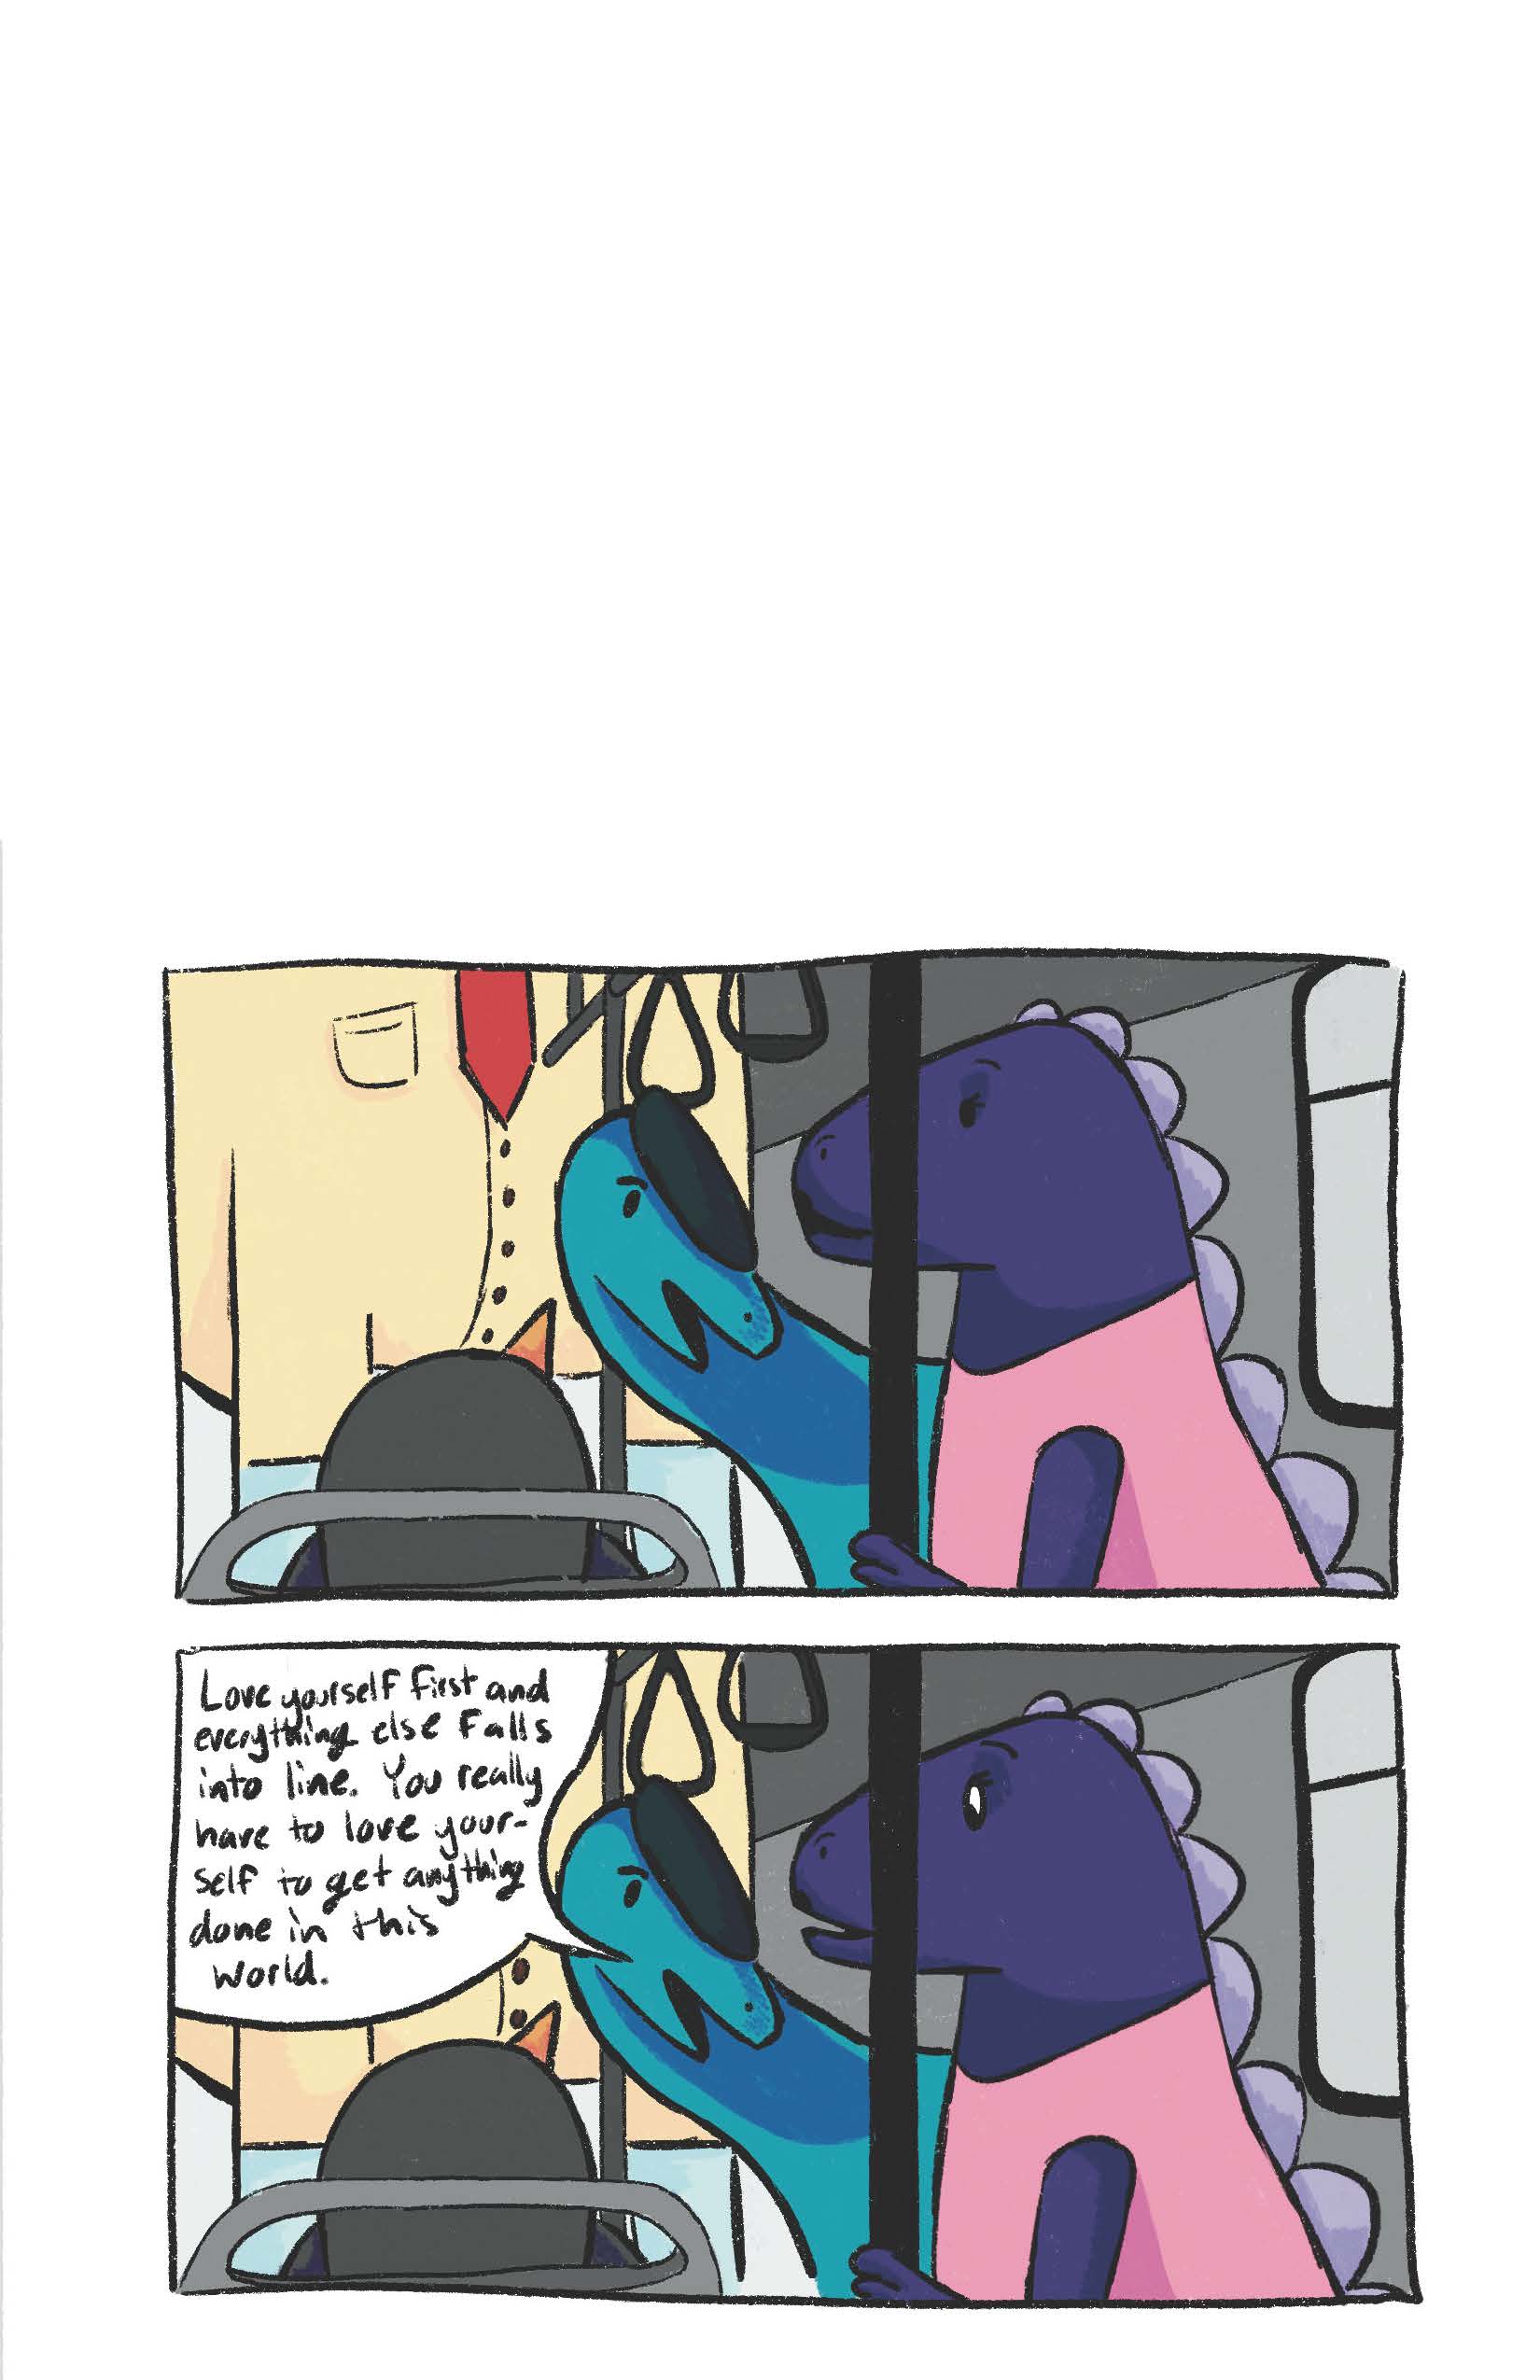 Love yourself first and
everything else falls
into line. You really
have to love your-
self to get anything
done in this
world.